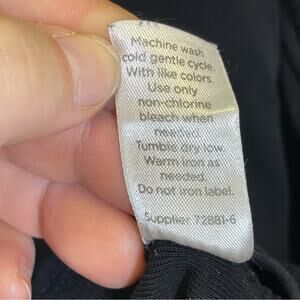 Machine wash
cold gentle cycle.
With like colors.
Use only
non-chlorine
bleach when
needed.
Tumble dry low.
Warm iron as
needed.
Do not iron label.
Supplier 72881-6